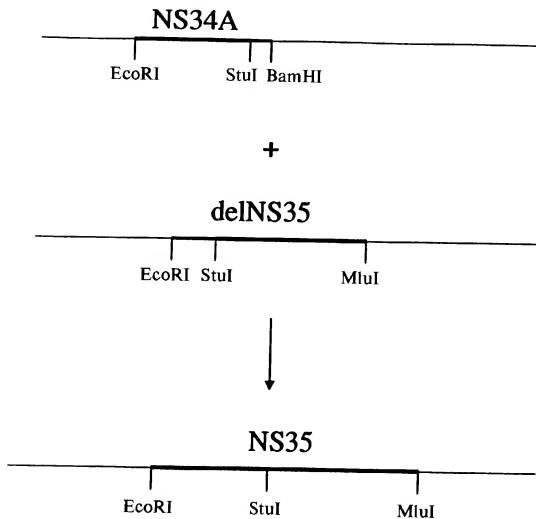 NS34A
EcoRI StuI BamHI
+
delNS35
EcoRI StuI MluI
NS35
EcoRI StuI MluI